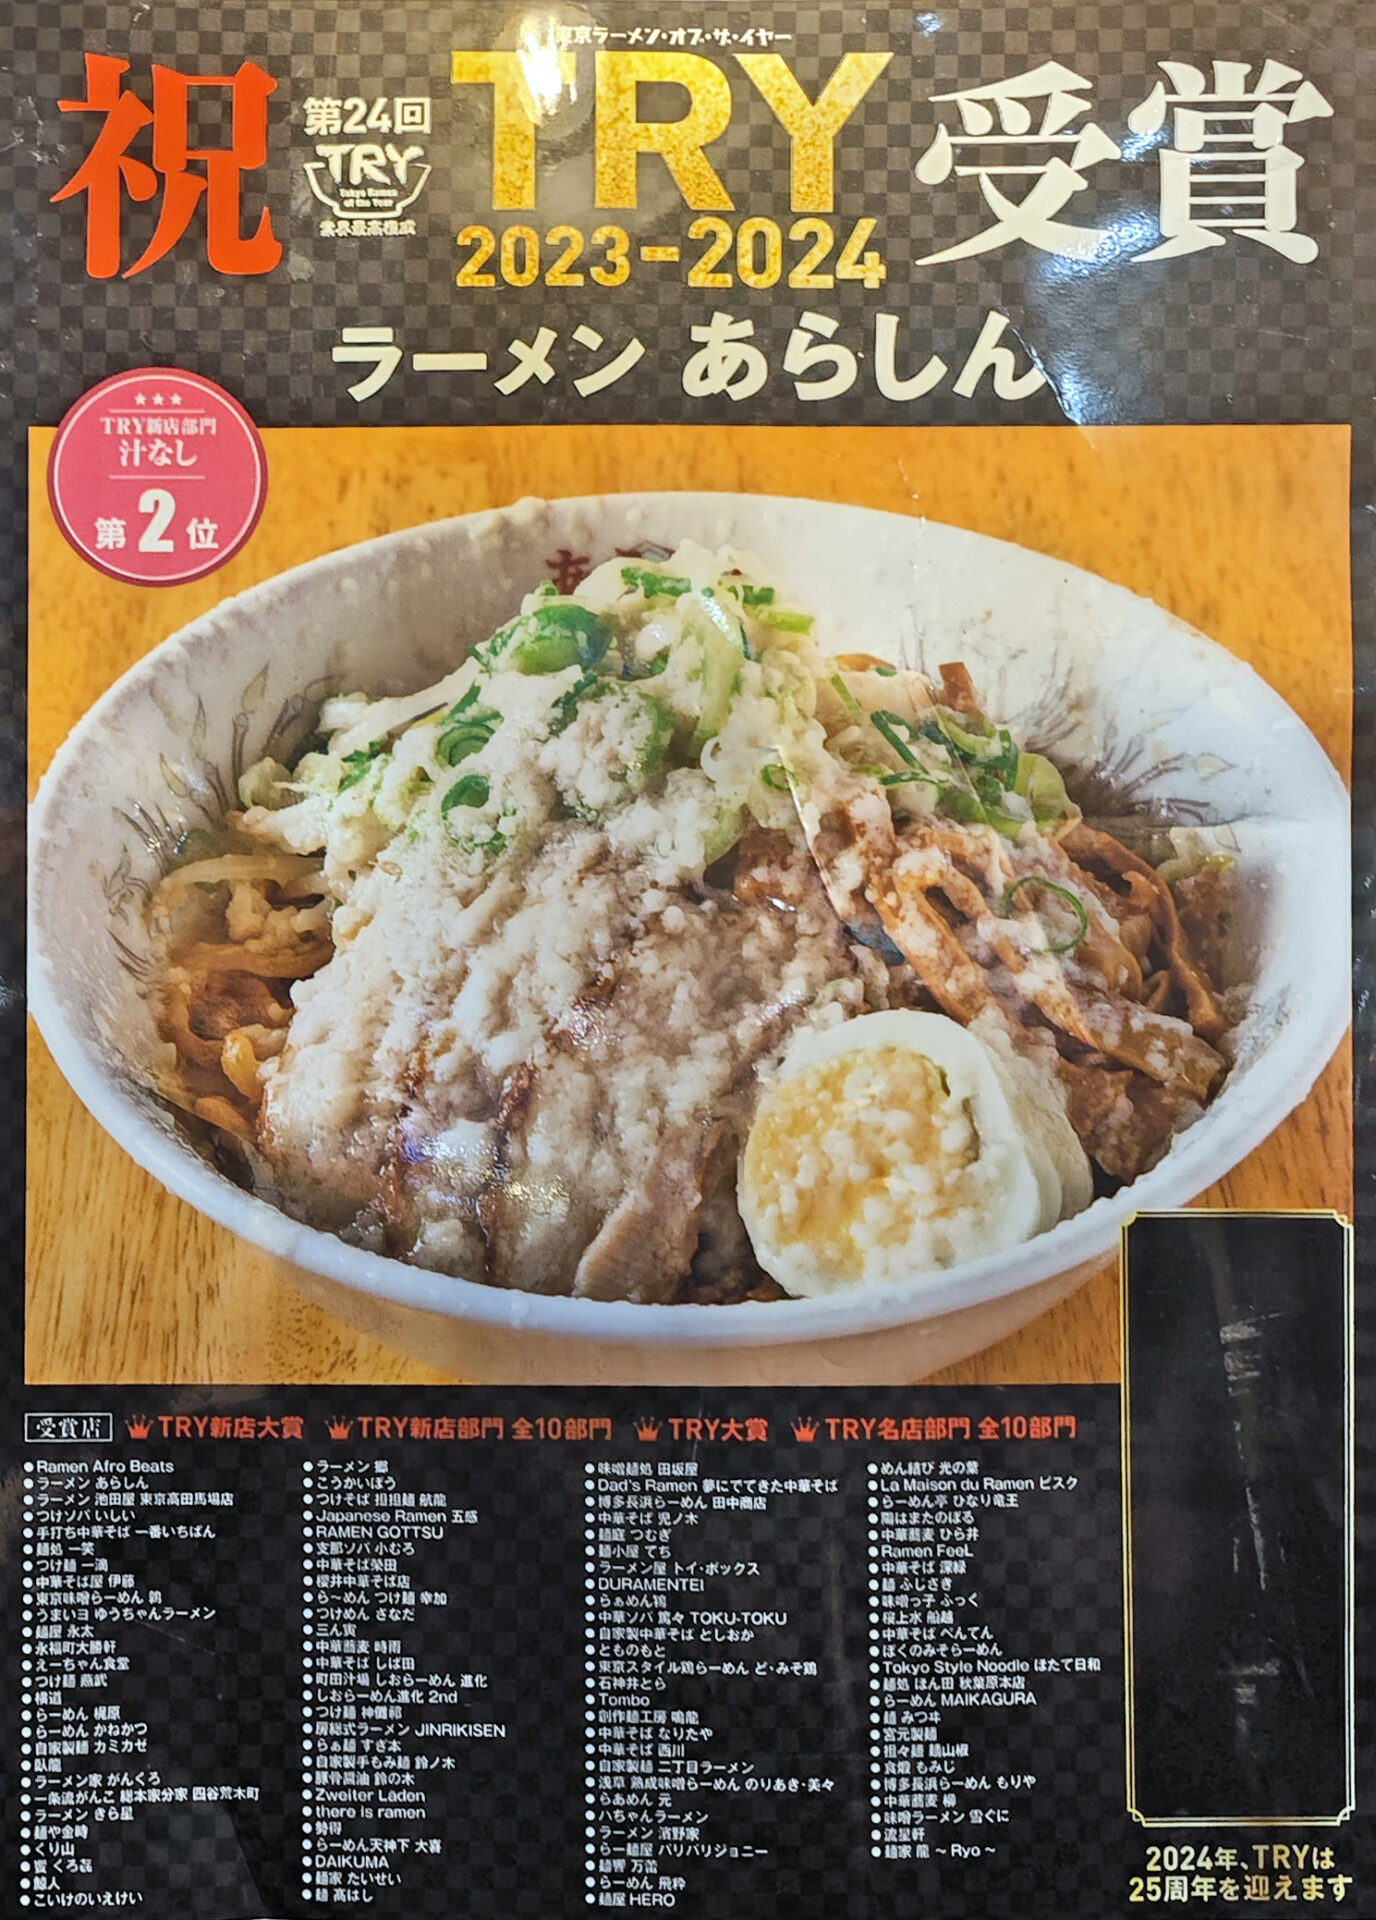 東京ラーメン・オブ・ザ・イヤー
祝
第24回
TRY
Tokyo Ramen
of the Year
業界最高権威
TRY
2023-2024
受賞
ラーメン あらしん
TRY新店部門
汁なし
第2位
受賞店 TRY新店大賞 TRY新店部門 全10部門 TRY大賞 TRY名店部門 全10部門
●Ramen Afro Beats
●ラーメン あらしん
●ラーメン 池田屋 東京高田馬場店
●つけソバ いしい
●手打ち中華そば 一番いちばん
●麺処 一笑
●つけ麺 一滴
●中華そば屋 伊藤
●東京味噌らーめん 鶉
●うまいヨ ゆうちゃんラーメン
●麺屋 永太
●永福町大勝軒
●えーちゃん食堂
●つけ麺 燕武
●横道
●らーめん 梶原
●らーめん かねかつ
●自家製麺 カミカゼ
●臥龍
●ラーメン家 がんくろ
●一条流がんこ 総本家分家 四谷荒木町
●ラーメン きら星
●麺や金時
●くり山
●くろ㐂
●鯨人
●こいけのいえけい
●ラーメン 郷
●こうかいぼう
●つけそば 担担麺 航龍
●Japanese Ramen 五感
●RAMEN GOTTSU
●支那ソバ 小むろ
●中華そば榮田
●櫻井中華そば店
●ら～めん つけ麺 幸加
●つけめん さなだ
●三ん寅
●中華蕎麦 時雨
●中華そば しば田
●町田汁場 しおらーめん 進化
●しおらーめん進化 2nd
●つけ麺 神儺祁
●房総式ラーメン JINRIKISEN
●らぁ麺 すぎ本
●自家製手もみ麺 鈴ノ木
●豚骨醤油 鈴の木
●Zweiter Läden
●there is ramen
●勢得
●らーめん天神下 大喜
●DAIKUMA
●麺家 たいせい
●麺 高はし
●味噌麺処 田坂屋
●Dad's Ramen 夢にでてきた中華そば
●博多長浜らーめん 田中商店
●中華そば 児ノ木
●麺庭 つむぎ
●麺小屋 てち
●ラーメン屋 トイ・ボックス
●DURAMENTEI
●らぁめん鴇
●中華ソバ 篤々 TOKU-TOKU
●自家製中華そば としおか
●とものもと
●東京スタイル鶏らーめん ど・みそ鶏
●石神井とら
●Tombo
●創作麺工房 鳴龍
●中華そば なりたや
●中華そば 西川
●自家製麺 二丁目ラーメン
●浅草 熟成味噌らーめん のりあき・美々
●らあめん 元
●ハちゃんラーメン
●ラーメン 濱野家
●らー麺屋 バリバリジョニー
●麺響 万蕾
●らーめん 飛粋
●麺屋 HERO
●めん結び 光の葉
●La Maison du Ramen ビスク
●らーめん亭 ひなり竜王
●陽はまたのぼる
●中華蕎麦 ひら井
●Ramen FeeL
●中華そば 深緑
●麺 ふじさき
●味噌っ子 ふっく
●桜上水 船越
●中華そば べんてん
●ぼくのみそらーめん
●Tokyo Style Noodle ほたて日和
●麺処 ほん田 秋葉原本店
●らーめん MAIKAGURA
●麺 みつヰ
●宮元製麺
●担々麺 麺山椒
●食煅 もみじ
●博多長浜らーめん もりや
●中華蕎麦 柳
●味噌ラーメン 雪ぐに
●流星軒
●麺家 龍 ～Ryo～
2024年、TRYは
25周年を迎えます